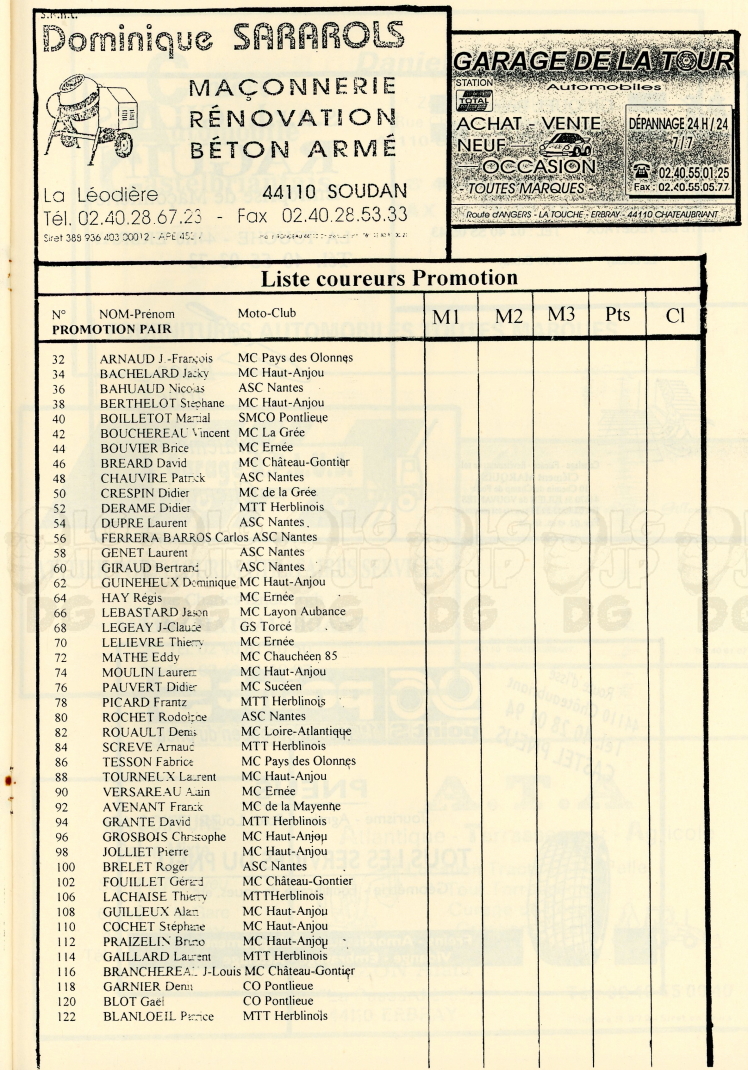 S.A.R.L.
Dominique SARAROLS
MAÇONNERIE
RÉNOVATION
BÉTON ARMÉ
La Léodière 44110 SOUDAN
Tél. 02.40.28.67.23 - Fax 02.40.28.53.33
Siret 388 936 403 00012 - APE
GARAGE DE LA TOUR
STATION
TOTAL
Automobiles
ACHAT - VENTE
NEUF
OCCASION
- TOUTES MARQUES -
DÉPANNAGE 24 H / 24
7/7
☎ 02.40.55.01.25
Fax : 02.40.55.05.77
Route d'ANGERS - LA TOUCHE - ERBRAY - 44110 CHATEAUBRIANT
Liste coureurs Promotion
N° NOM-Prénom Moto-Club M1 M2 M3 Pts Cl
PROMOTION PAIR
32 ARNAUD J.-François MC Pays des Olonnes
34 BACHELARD Jacky MC Haut-Anjou
36 BAHUAUD Nicolas ASC Nantes
38 BERTHELOT Stéphane MC Haut-Anjou
40 BOILLETOT Martial SMCO Pontlieue
42 BOUCHEREAU Vincent MC La Grée
44 BOUVIER Brice MC Ernée
46 BREARD David MC Château-Gontier
48 CHAUVIRE Patrick ASC Nantes
50 CRESPIN Didier MC de la Grée
52 DERAME Didier MTT Herblinois
54 DUPRE Laurent ASC Nantes
56 FERRERA BARROS Carlos ASC Nantes
58 GENET Laurent ASC Nantes
60 GIRAUD Bertrand ASC Nantes
62 GUINEHEUX Dominique MC Haut-Anjou
64 HAY Régis MC Ernée
66 LEBASTARD Jason MC Layon Aubance
68 LEGEAY J-Claude GS Torcé
70 LELIEVRE Thierry MC Ernée
72 MATHE Eddy MC Chauchéen 85
74 MOULIN Laurent MC Haut-Anjou
76 PAUVERT Didier MC Sucéen
78 PICARD Frantz MTT Herblinois
80 ROCHET Rodolphe ASC Nantes
82 ROUAULT Denis MC Loire-Atlantique
84 SCREVE Arnaud MTT Herblinois
86 TESSON Fabrice MC Pays des Olonnes
88 TOURNEUX Laurent MC Haut-Anjou
90 VERSAREAU Alain MC Ernée
92 AVENANT Franck MC de la Mayenne
94 GRANTE David MTT Herblinois
96 GROSBOIS Christophe MC Haut-Anjou
98 JOLLIET Pierre MC Haut-Anjou
100 BRELET Roger ASC Nantes
102 FOUILLET Gérard MC Château-Gontier
106 LACHAISE Thierry MTTHerblinois
108 GUILLEUX Alan MC Haut-Anjou
110 COCHET Stéphane MC Haut-Anjou
112 PRAIZELIN Bruno MC Haut-Anjou
114 GAILLARD Laurent MTT Herblinois
116 BRANCHEREAU J-Louis MC Château-Gontier
118 GARNIER Denn CO Pontlieue
120 BLOT Gaël CO Pontlieue
122 BLANLOEIL Patrice MTT Herblinois